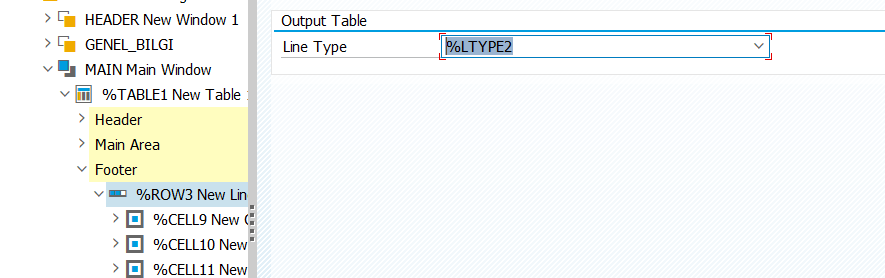 HEADER New Window 1
GENEL_BILGI
MAIN Main Window
%TABLE1 New Table
Header
Main Area
Footer
%ROW3 New Lin
%CELL9 New
%CELL10 New
%CELL11 New
Output Table
Line Type %LTYPE2